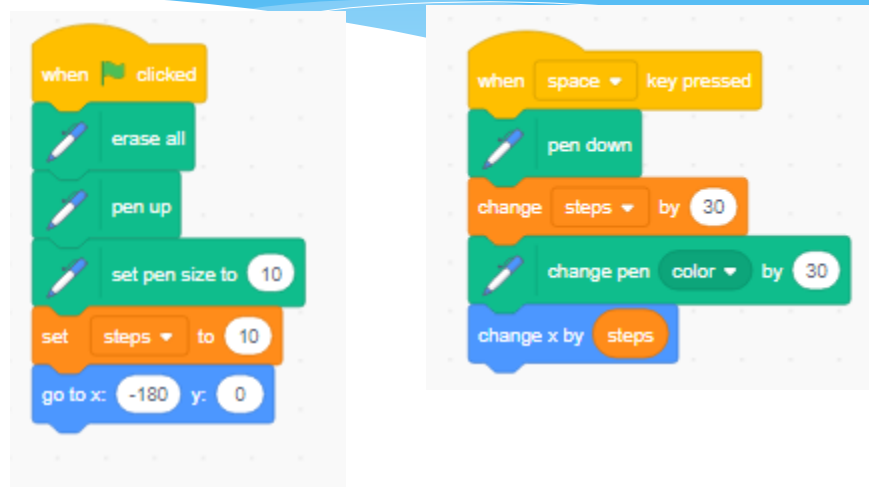 when clicked
erase all
pen up
set pen size to 10
set steps to 10
go to x: -180 y: 0
when space key pressed
pen down
change steps by 30
change pen color by 30
change x by steps